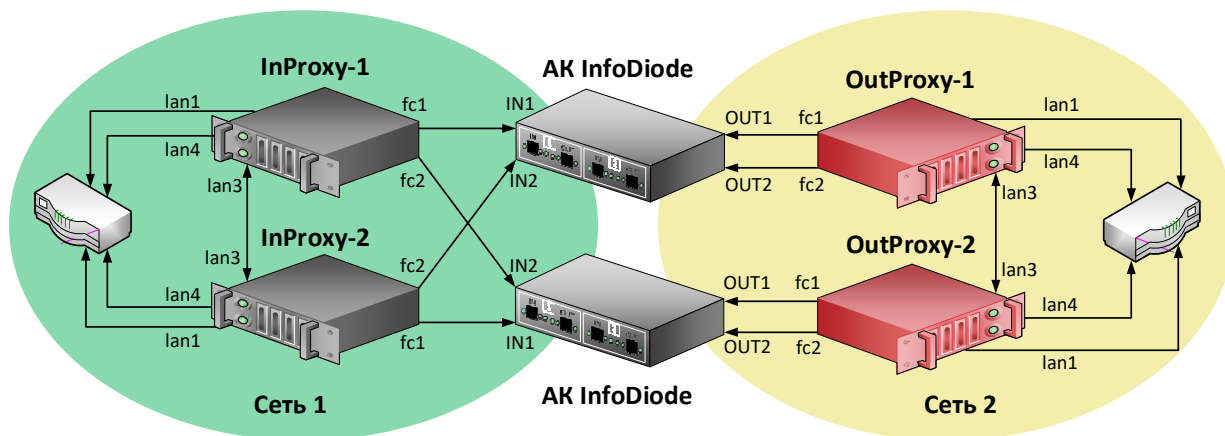 InProxy-1
АК InfoDiode
OutProxy-1
lan1
fc1
IN1
OUT1
fc1
lan1
lan4
lan4
fc2
IN2
OUT2
fc2
lan3
lan3
InProxy-2
OutProxy-2
lan3
fc2
IN2
OUT1
fc1
lan3
lan4
lan4
lan1
fc1
IN1
OUT2
fc2
lan1
АК InfoDiode
Сеть 1
Сеть 2